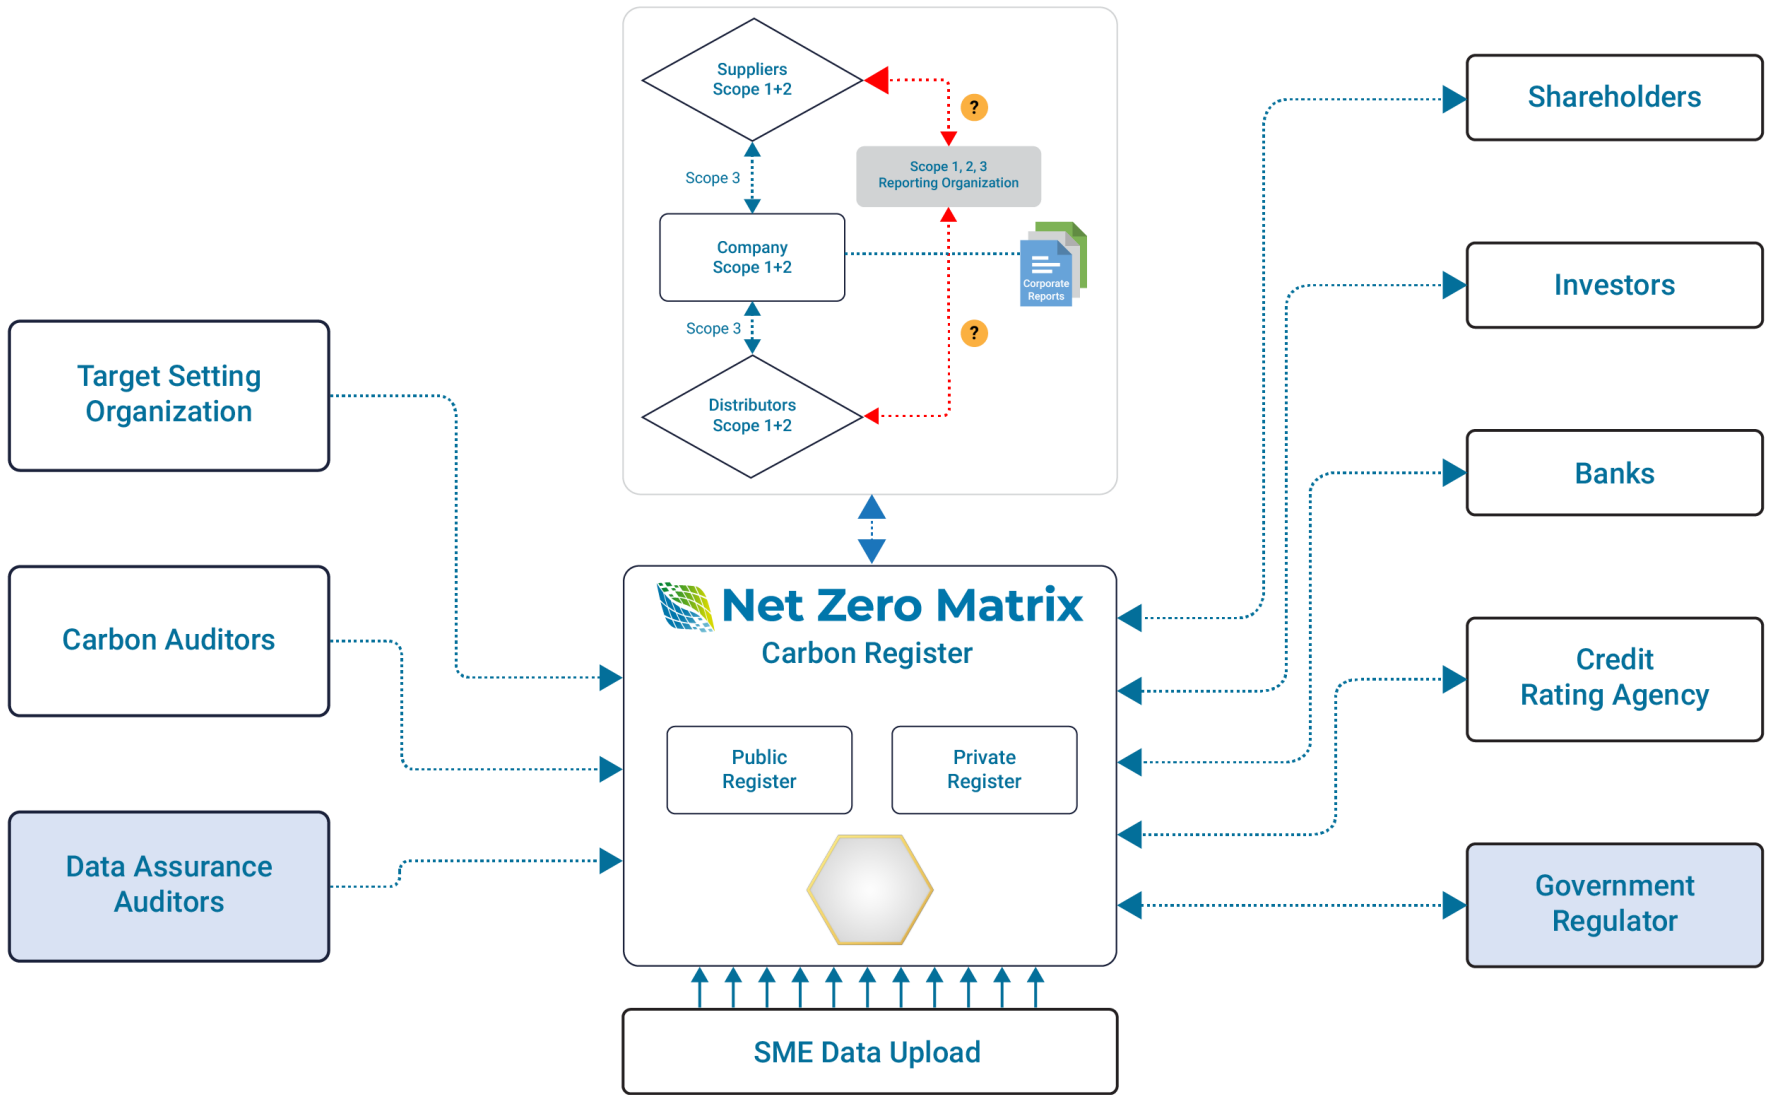 Suppliers
Scope 1+2
?
Scope 1, 2, 3
Reporting Organization
Scope 3
Company
Scope 1+2
Corporate
Reports
Scope 3
?
Distributors
Scope 1+2
Target Setting
Organization
Carbon Auditors
Data Assurance
Auditors
Net Zero Matrix
Carbon Register
Public
Register
Private
Register
SME Data Upload
Shareholders
Investors
Banks
Credit
Rating Agency
Government
Regulator